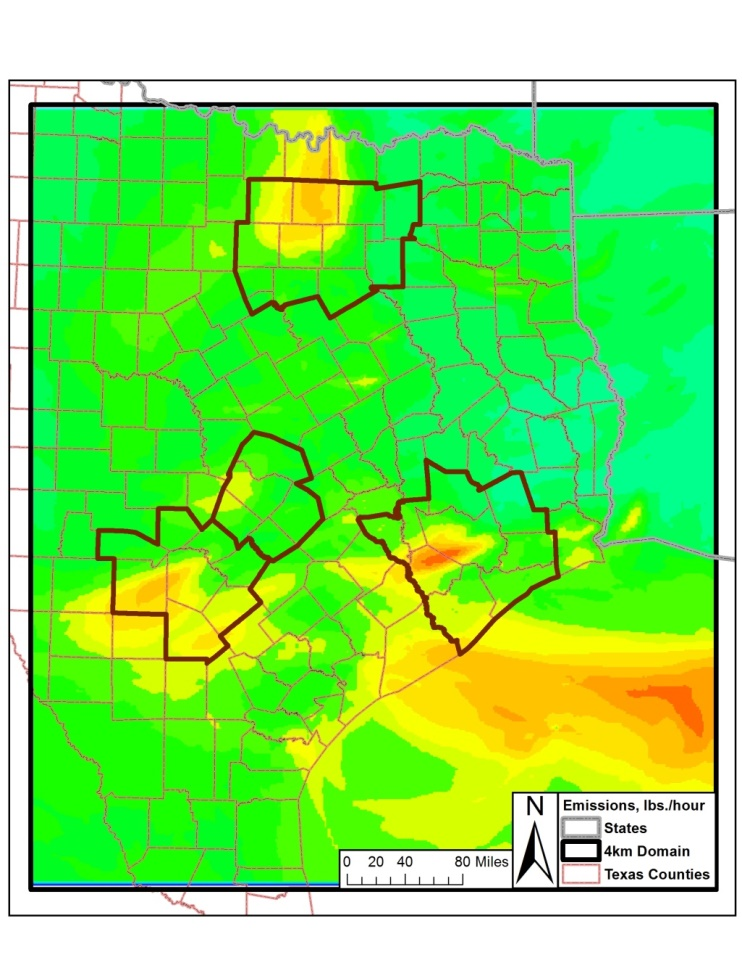 N
Emissions, lbs./hour
States
4km Domain
Texas Counties
0 20 40 80 Miles